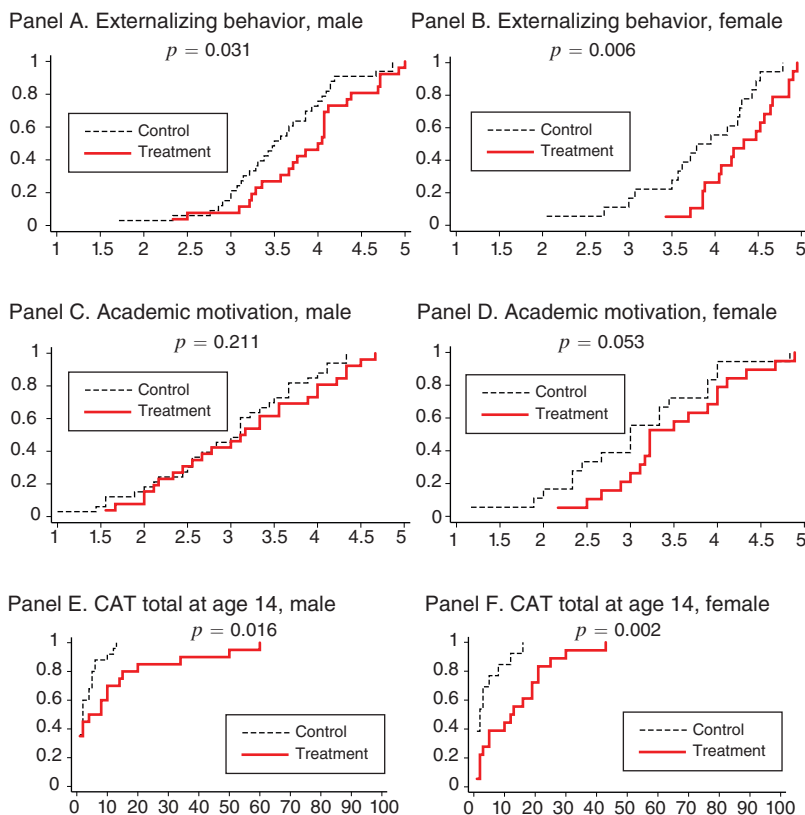 Panel A. Externalizing behavior, male
p = 0.031
1
0.8
0.6
0.4
0.2
0
Control
Treatment
1 1.5 2 2.5 3 3.5 4 4.5 5
Panel B. Externalizing behavior, female
p = 0.006
1
0.8
0.6
0.4
0.2
0
Control
Treatment
1 1.5 2 2.5 3 3.5 4 4.5 5
Panel C. Academic motivation, male
p = 0.211
1
0.8
0.6
0.4
0.2
0
Control
Treatment
1 1.5 2 2.5 3 3.5 4 4.5 5
Panel D. Academic motivation, female
p = 0.053
1
0.8
0.6
0.4
0.2
0
Control
Treatment
1 1.5 2 2.5 3 3.5 4 4.5 5
Panel E. CAT total at age 14, male
p = 0.016
1
0.8
0.6
0.4
0.2
0
Control
Treatment
0 10 20 30 40 50 60 70 80 90 100
Panel F. CAT total at age 14, female
p = 0.002
1
0.8
0.6
0.4
0.2
0
Control
Treatment
0 10 20 30 40 50 60 70 80 90 100